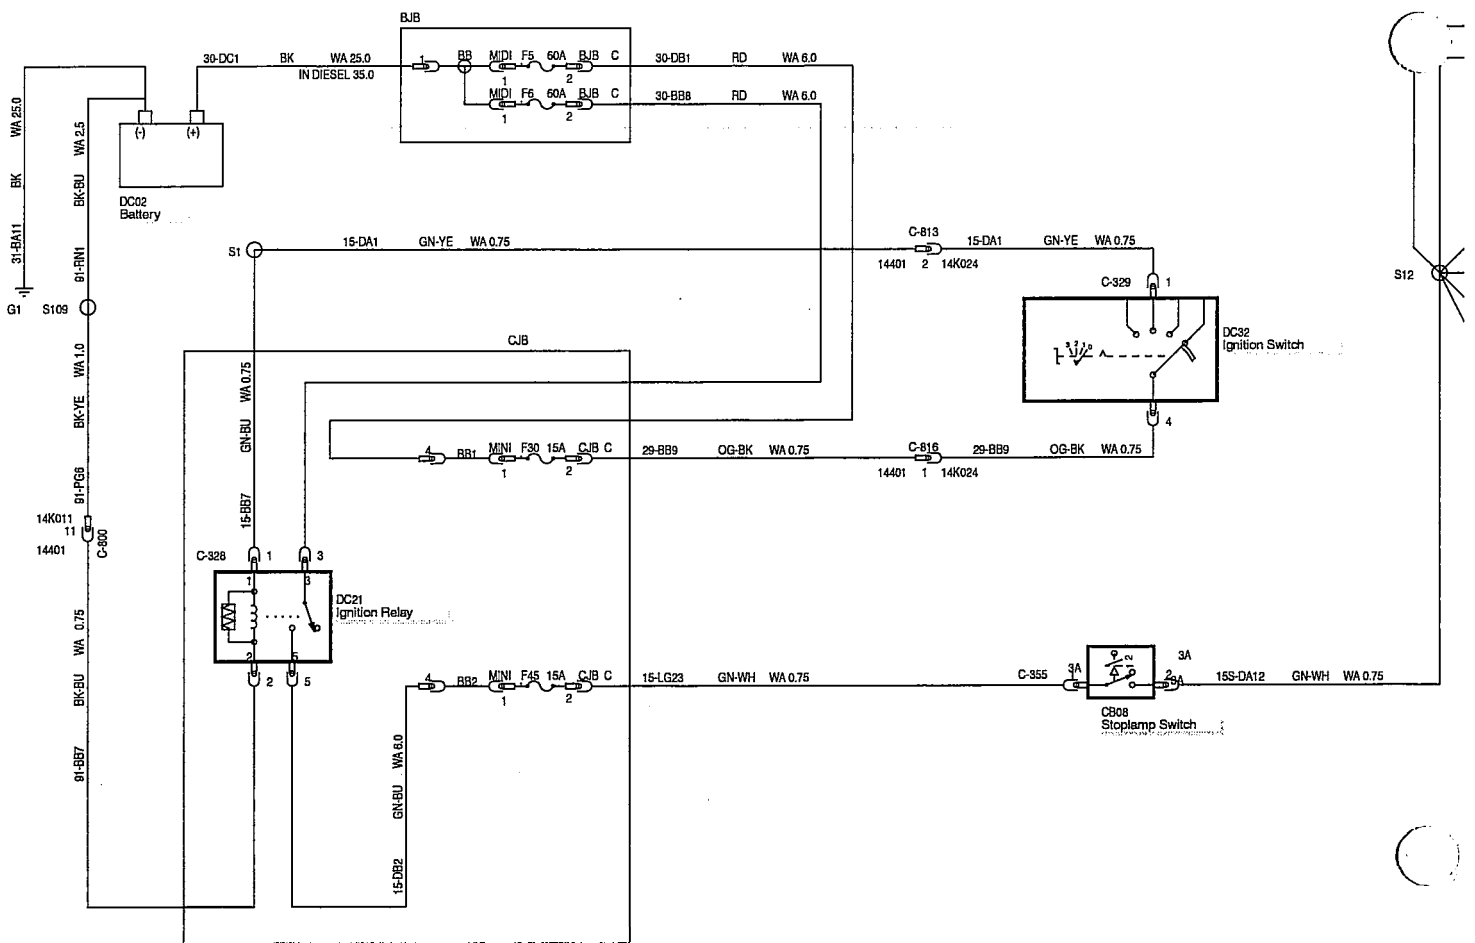 BJB
30-DC1 BK WA 25.0
IN DIESEL 35.0
1 BB MIDI F5 60A BJB C
1 2
30-DB1 RD WA 6.0
MIDI F6 60A BJB C
1 2
30-BB8 RD WA 6.0
(-) (+)
DC02
Battery
31-BA11 BK WA 25.0
91-RN1 BK-BU WA 2.5
G1
S109
S1
15-DA1 GN-YE WA 0.75
C-813
14401 2 14K024
15-DA1 GN-YE WA 0.75
C-329 1
S12
DC32
Ignition Switch
3 2 1 0
4
CJB
15-BB7 GN-BU WA 0.75
91-PG6 BK-YE WA 1.0
4 BB1 MINI F30 15A CJB C
1 2
29-BB9 OG-BK WA 0.75
C-816
14401 1 14K024
29-BB9 OG-BK WA 0.75
14K011
11
14401
C-800
C-328 1 3
1 3
DC21
Ignition Relay
2 5
2 5
91-BB7 BK-BU WA 0.75
4 BB2 MINI F45 15A CJB C
1 2
15-LG23 GN-WH WA 0.75
C-355 3A
1
1 2
3A
2
3A
15S-DA12 GN-WH WA 0.75
CB08
Stoplamp Switch
15-DB2 GN-BU WA 6.0